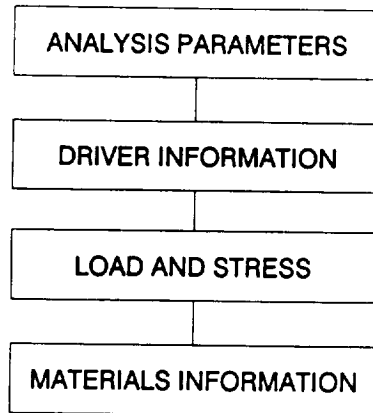 ANALYSIS PARAMETERS
DRIVER INFORMATION
LOAD AND STRESS
MATERIALS INFORMATION